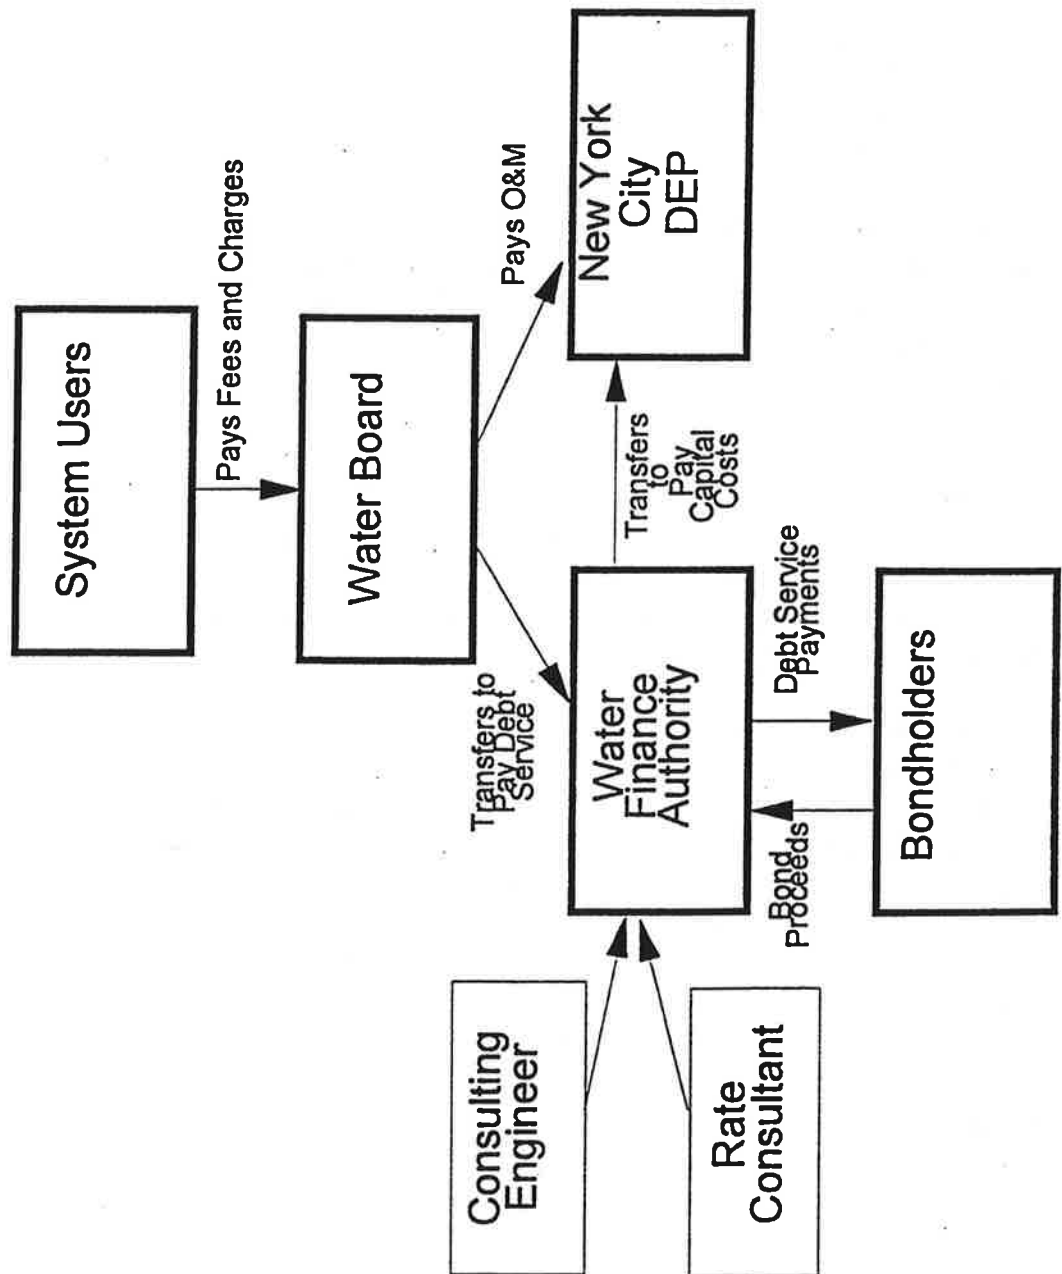 System Users
Pays Fees and Charges
Water Board
Pays O&M
Transfers to
Pay Debt
Service
New York
City
DEP
Transfers
to
Pay
Capital
Costs
Water
Finance
Authority
Consulting
Engineer
Rate
Consultant
Bond
Proceeds
Debt Service
Payments
Bondholders